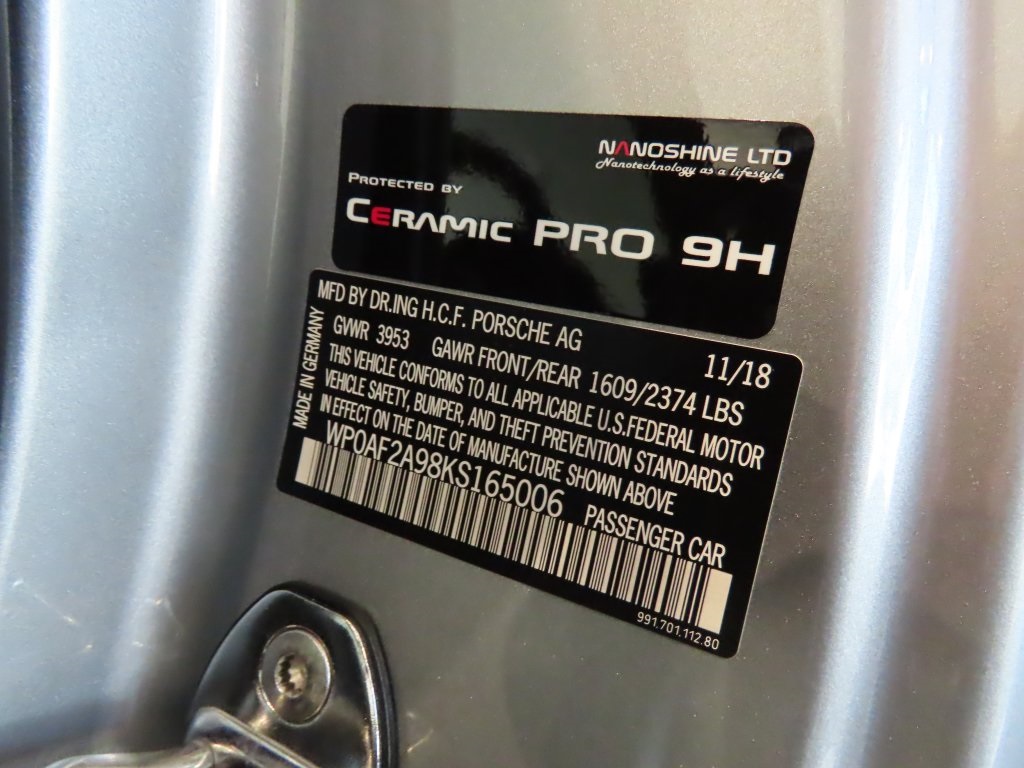 NANOSHINE LTD
Nanotechnology as a lifestyle
PROTECTED BY
CERAMIC PRO 9H
MFD BY DR.ING H.C.F. PORSCHE AG 11/18
GVWR 3953 GAWR FRONT/REAR 1609/2374 LBS
THIS VEHICLE CONFORMS TO ALL APPLICABLE U.S.FEDERAL MOTOR
VEHICLE SAFETY, BUMPER, AND THEFT PREVENTION STANDARDS
IN EFFECT ON THE DATE OF MANUFACTURE SHOWN ABOVE
WP0AF2A98KS165006 PASSENGER CAR
MADE IN GERMANY
991.701.112.80